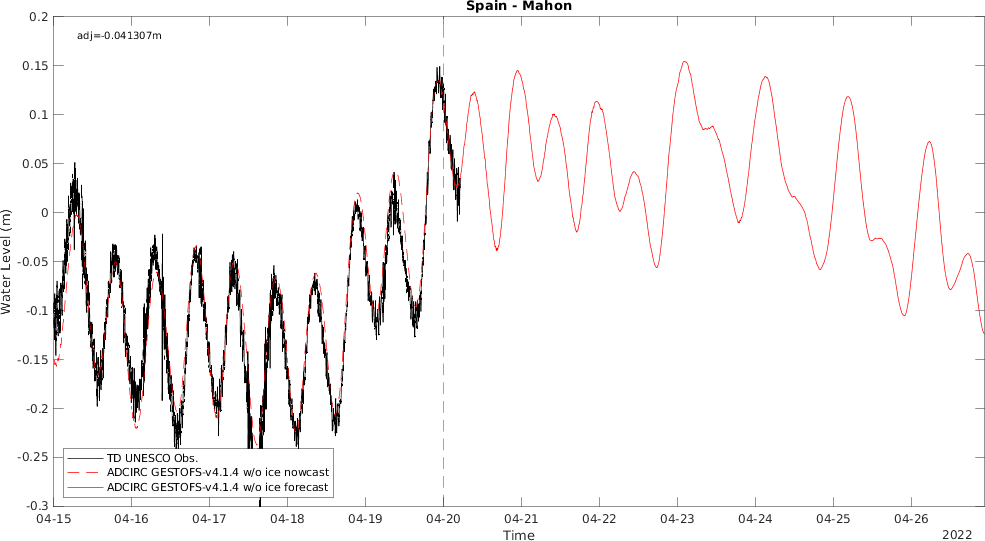 Spain - Mahon
adj=-0.041307m
0.2
0.15
0.1
0.05
0
-0.05
-0.1
-0.15
-0.2
-0.25
-0.3
Water Level (m)
TD UNESCO Obs.
ADCIRC GESTOFS-v4.1.4 w/o ice nowcast
ADCIRC GESTOFS-v4.1.4 w/o ice forecast
04-15 04-16 04-17 04-18 04-19 04-20 04-21 04-22 04-23 04-24 04-25 04-26
Time
2022